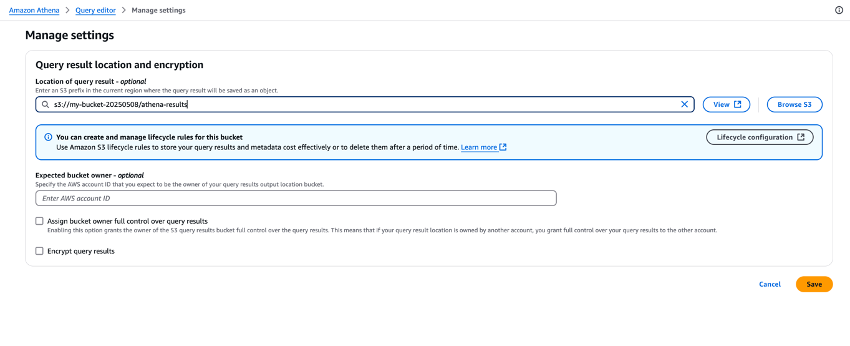 Amazon Athena > Query editor > Manage settings
Manage settings
Query result location and encryption
Location of query result - optional
Enter an S3 prefix in the current region where the query result will be saved as an object.
s3://my-bucket-20250508/athena-results
View
Browse S3
You can create and manage lifecycle rules for this bucket
Use Amazon S3 lifecycle rules to store your query results and metadata cost effectively or to delete them after a period of time. Learn more
Lifecycle configuration
Expected bucket owner - optional
Specify the AWS account ID that you expect to be the owner of your query results output location bucket.
Enter AWS account ID
Assign bucket owner full control over query results
Enabling this option grants the owner of the S3 query results bucket full control over the query results. This means that if your query result location is owned by another account, you grant full control over your query results to the other account.
Encrypt query results
Cancel
Save